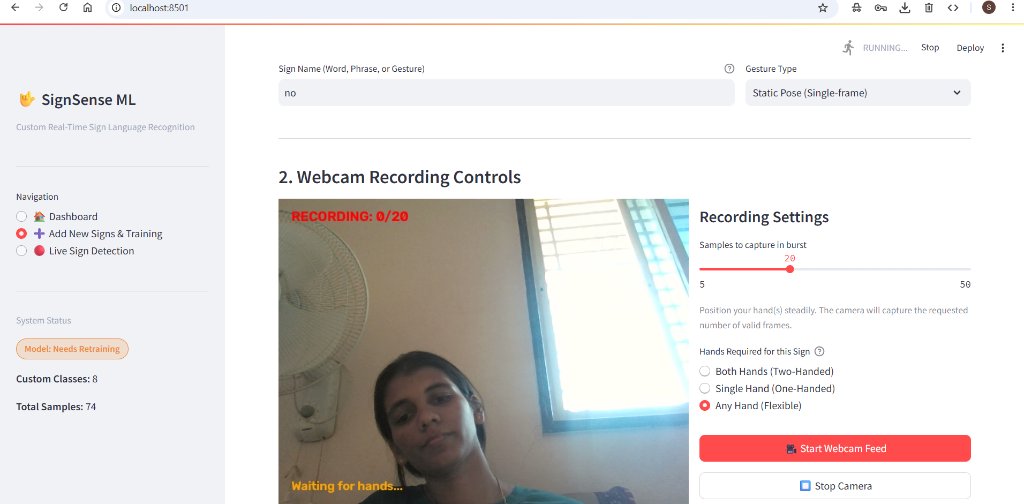 localhost:8501
S
RUNNING...
Stop
Deploy
SignSense ML
Custom Real-Time Sign Language Recognition
Navigation
Dashboard
Add New Signs & Training
Live Sign Detection
System Status
Model: Needs Retraining
Custom Classes: 8
Total Samples: 74
Sign Name (Word, Phrase, or Gesture)
no
Gesture Type
Static Pose (Single-frame)
2. Webcam Recording Controls
RECORDING: 0/20
Waiting for hands...
Recording Settings
Samples to capture in burst
20
5
50
Position your hand(s) steadily. The camera will capture the requested
number of valid frames.
Hands Required for this Sign
Both Hands (Two-Handed)
Single Hand (One-Handed)
Any Hand (Flexible)
Start Webcam Feed
Stop Camera